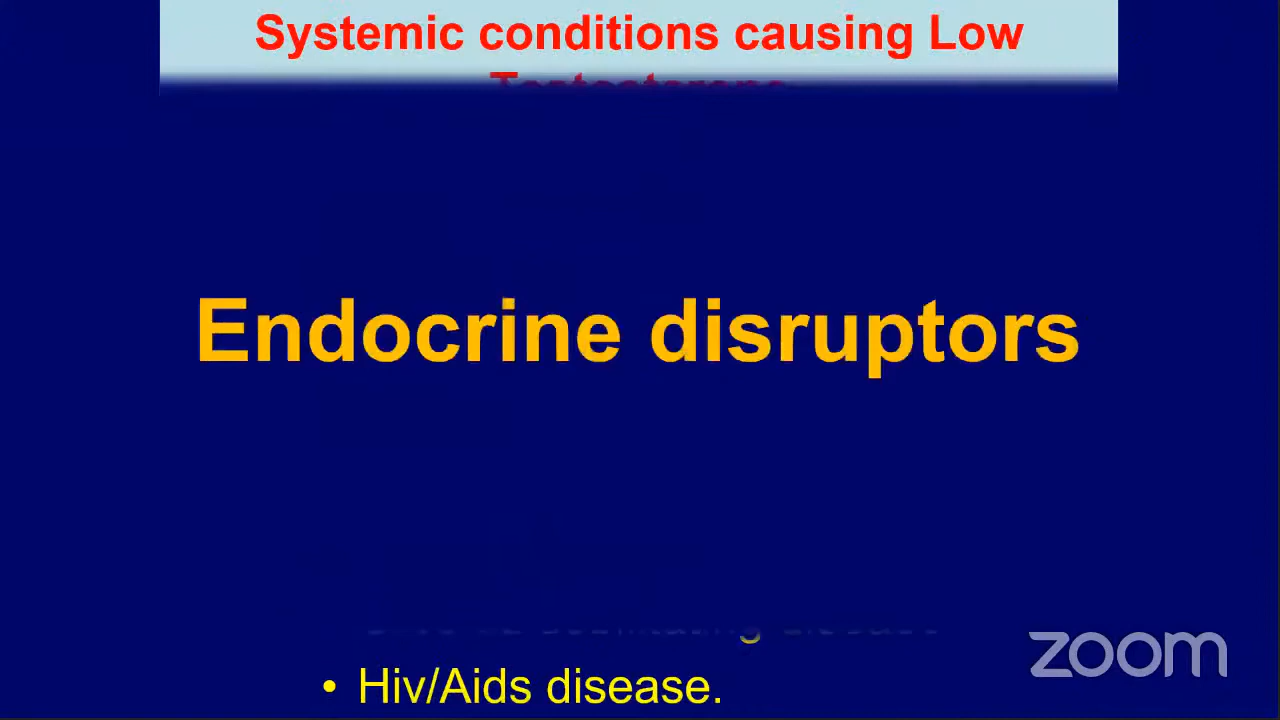 Systemic conditions causing Low
Endocrine disruptors
• Hiv/Aids disease.
zoom